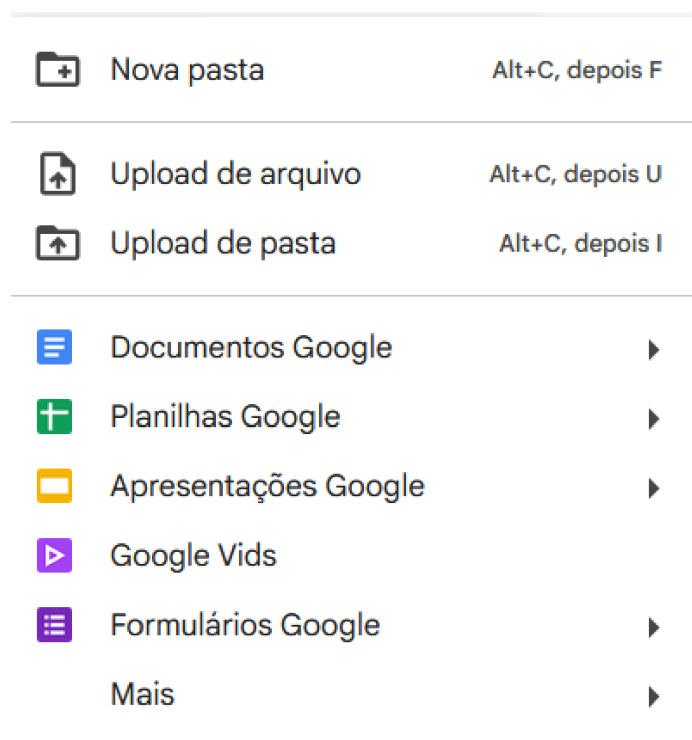 Nova pasta Alt+C, depois F
Upload de arquivo Alt+C, depois U
Upload de pasta Alt+C, depois I
Documentos Google
Planilhas Google
Apresentações Google
Google Vids
Formulários Google
Mais